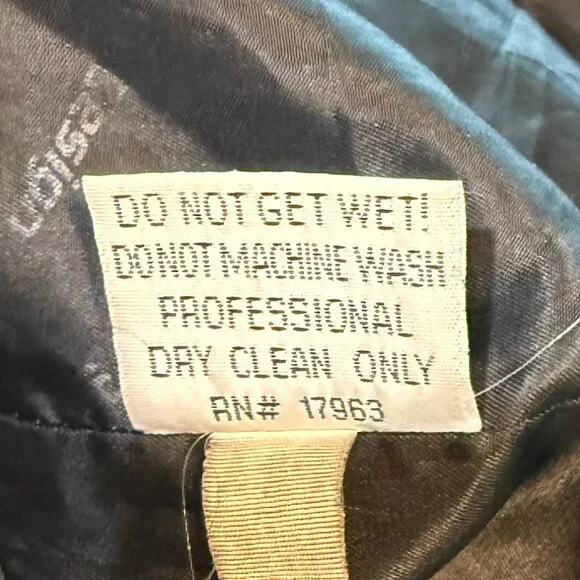 DO NOT GET WET!
DO NOT MACHINE WASH
PROFESSIONAL
DRY CLEAN ONLY
RN# 17963